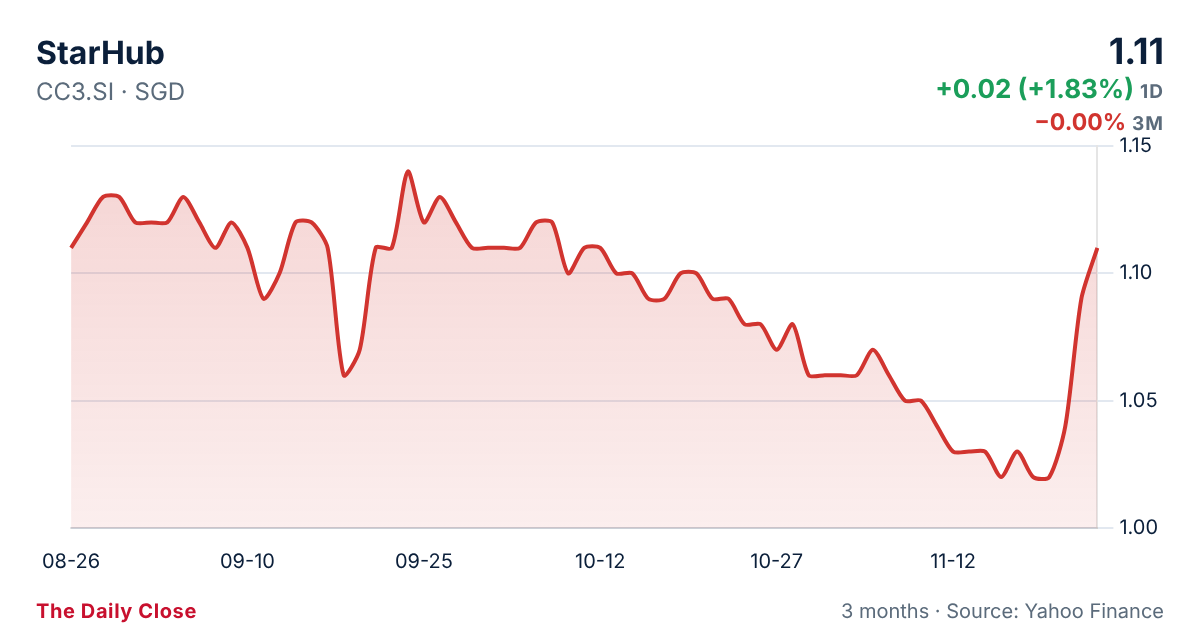 StarHub
1.11
CC3.SI · SGD
+0.02 (+1.83%) 1D
−0.00% 3M
1.15
1.10
1.05
1.00
08-26 09-10 09-25 10-12 10-27 11-12
The Daily Close
3 months · Source: Yahoo Finance